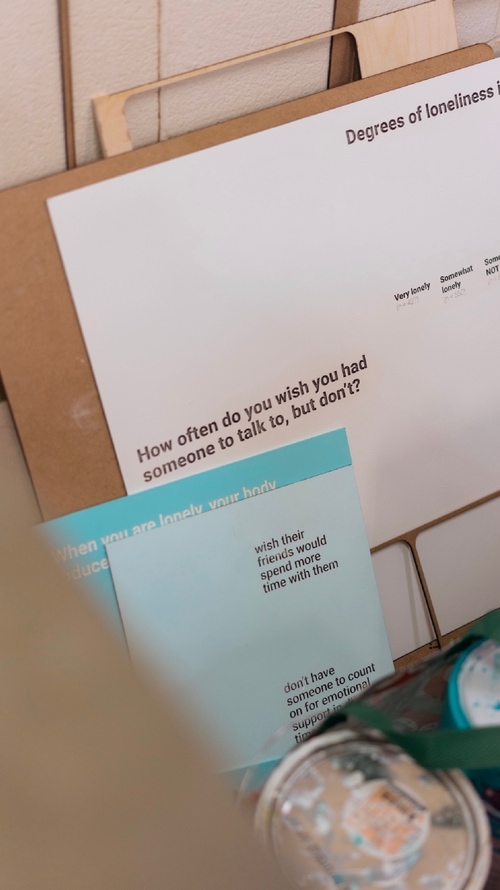 Degrees of loneliness
Very lonely
Somewhat
lonely
NOT
How often do you wish you had
someone to talk to, but don't?
When you are lonely, your body
wish their
friends would
spend more
time with them
don't have
someone to count
on for emotional
support